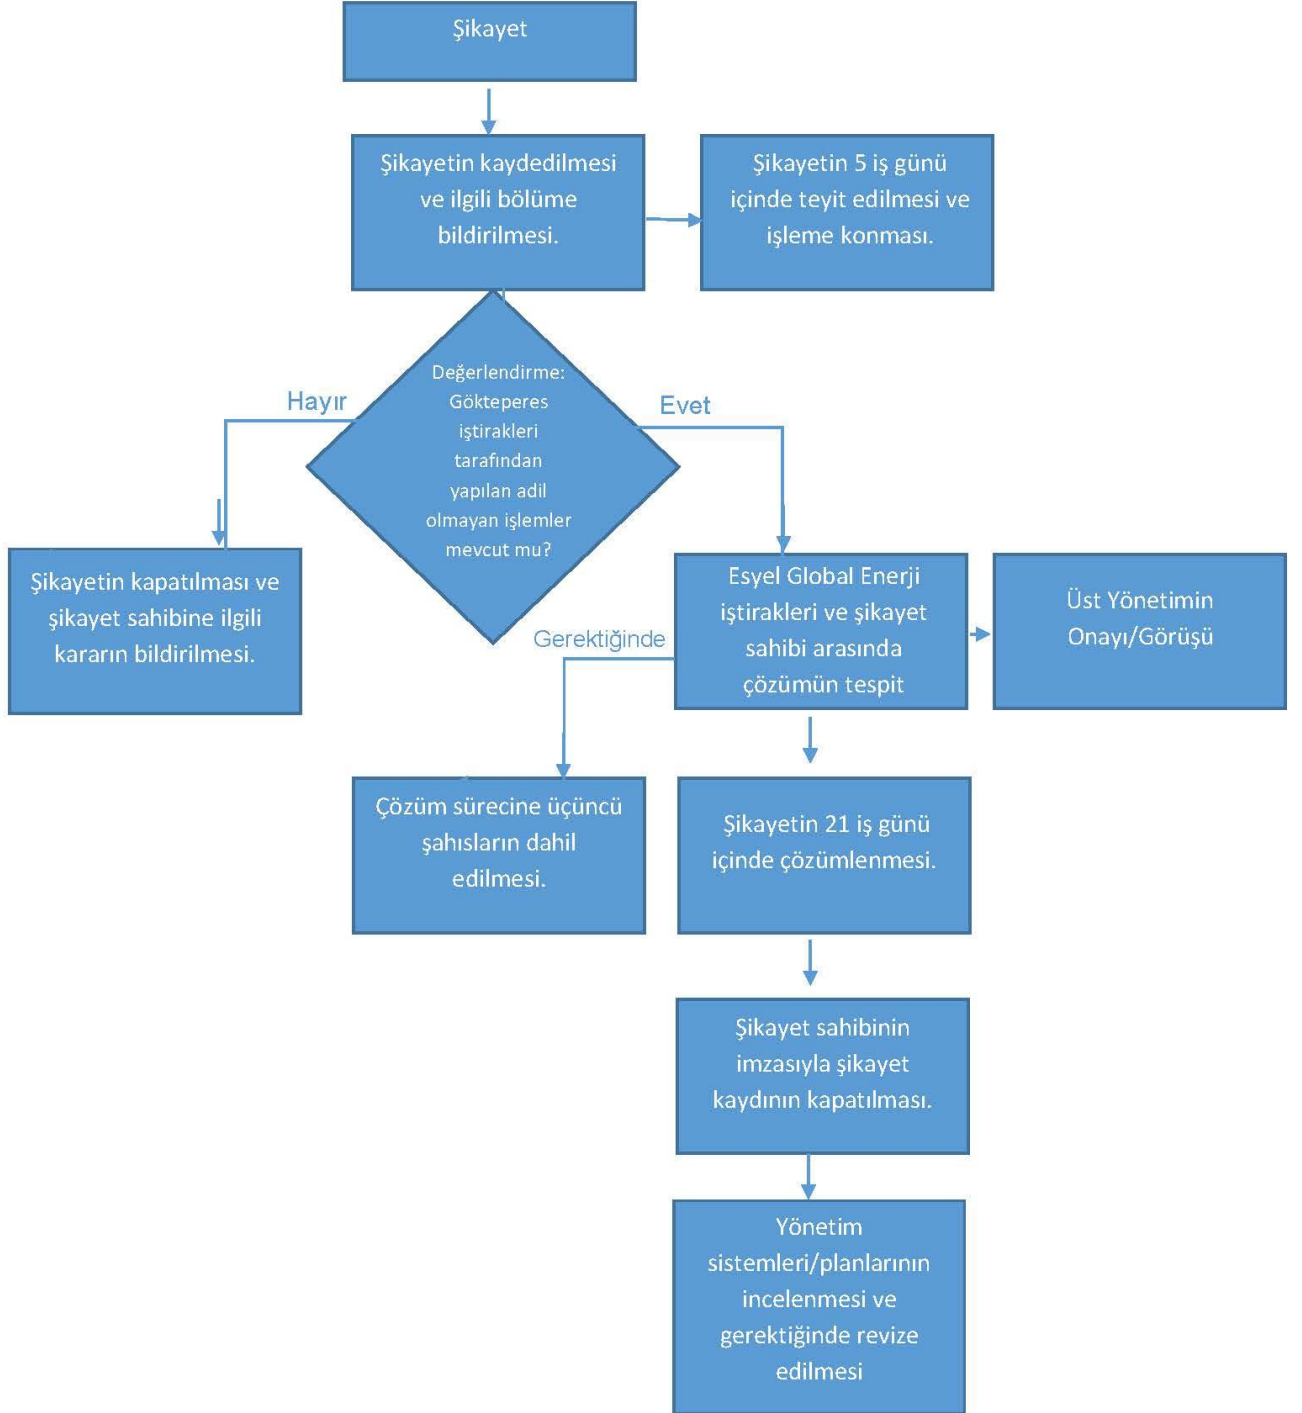 Şikayet
Şikayetin kaydedilmesi
ve ilgili bölüme
bildirilmesi.
Şikayetin 5 iş günü
içinde teyit edilmesi ve
işleme konması.
Değerlendirme:
Gökteperes
iştirakleri
tarafından
yapılan adil
olmayan işlemler
mevcut mu?
Hayır
Evet
Şikayetin kapatılması ve
şikayet sahibine ilgili
kararın bildirilmesi.
Esyel Global Enerji
iştirakleri ve şikayet
sahibi arasında
çözümün tespit
Üst Yönetimin
Onayı/Görüşü
Gerektiğinde
Çözüm sürecine üçüncü
şahısların dahil
edilmesi.
Şikayetin 21 iş günü
içinde çözümlenmesi.
Şikayet sahibinin
imzasıyla şikayet
kaydının kapatılması.
Yönetim
sistemleri/planlarının
incelenmesi ve
gerektiğinde revize
edilmesi